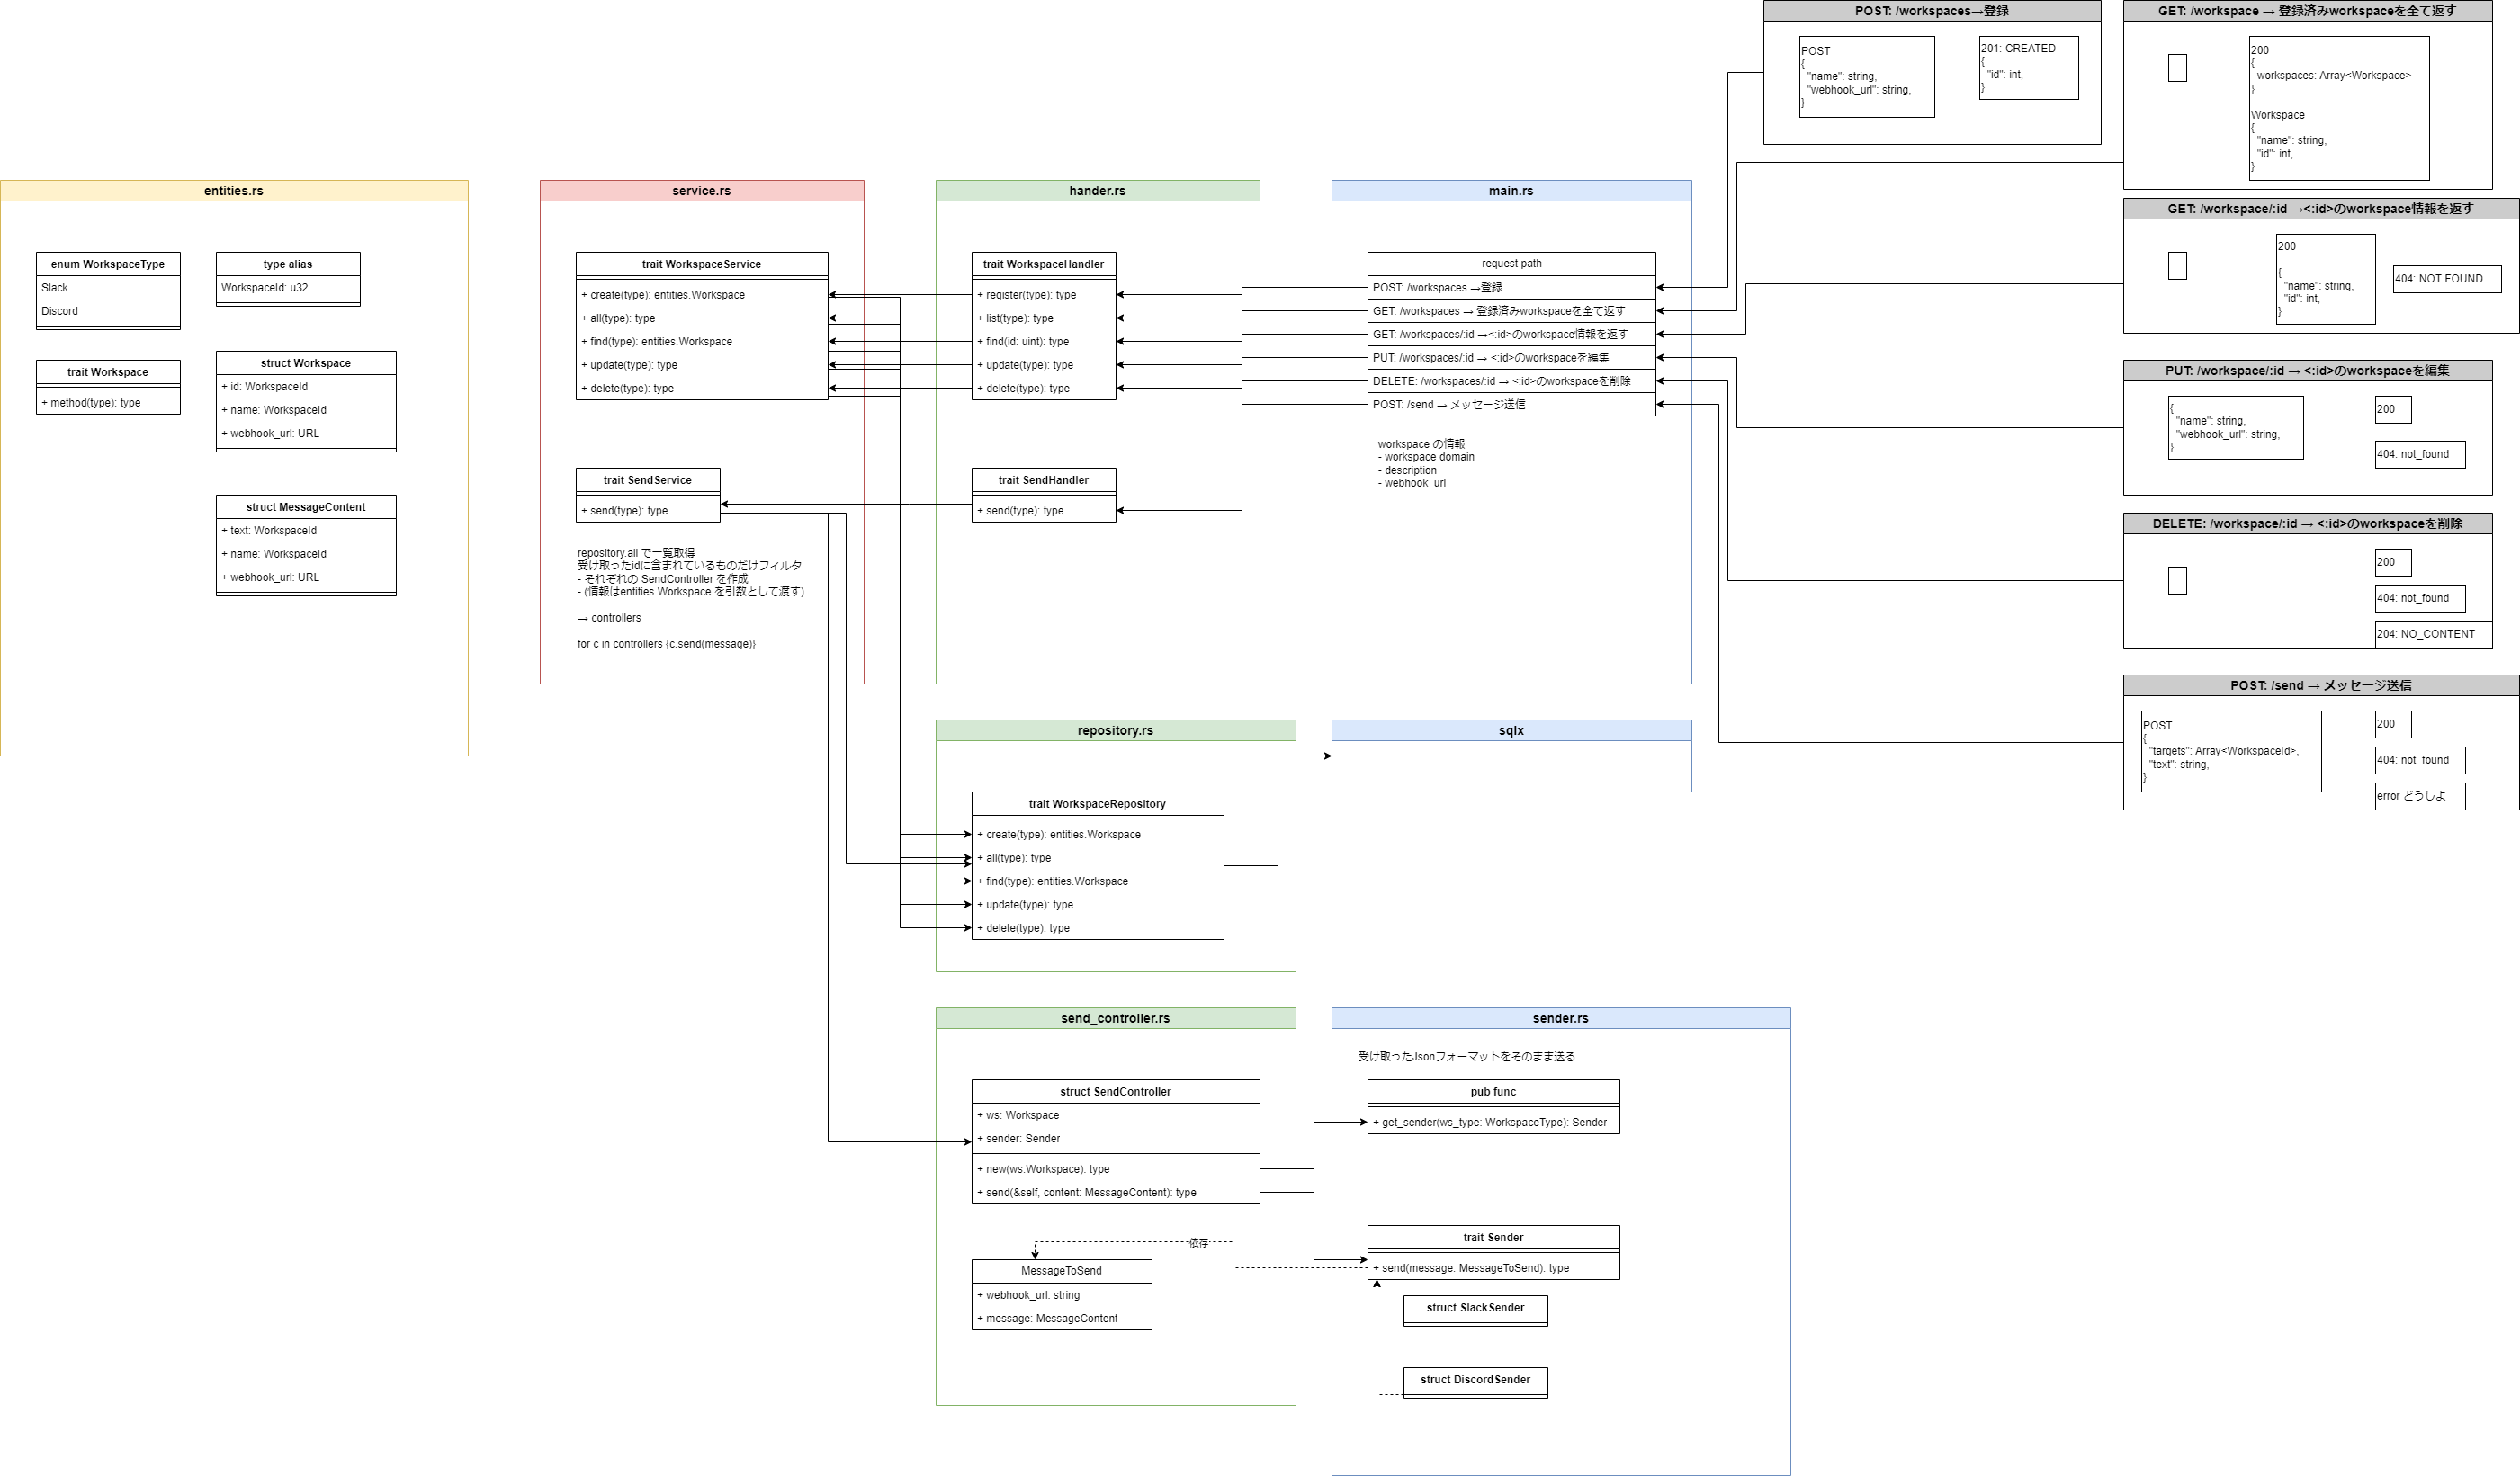 entities.rs
enum WorkspaceType
Slack
Discord
type alias
WorkspaceId: u32
trait Workspace
+ method(type): type
struct Workspace
+ id: WorkspaceId
+ name: WorkspaceId
+ webhook_url: URL
struct MessageContent
+ text: WorkspaceId
+ name: WorkspaceId
+ webhook_url: URL
service.rs
trait WorkspaceService
+ create(type): entities.Workspace
+ all(type): type
+ find(type): entities.Workspace
+ update(type): type
+ delete(type): type
trait SendService
+ send(type): type
repository.all で一覧取得
受け取ったidに含まれているものだけフィルタ
- それぞれの SendController を作成
- (情報はentities.Workspace を引数として渡す)
→ controllers
for c in controllers {c.send(message)}
hander.rs
trait WorkspaceHandler
+ register(type): type
+ list(type): type
+ find(id: uint): type
+ update(type): type
+ delete(type): type
trait SendHandler
+ send(type): type
main.rs
request path
POST: /workspaces →登録
GET: /workspaces → 登録済みworkspaceを全て返す
GET: /workspaces/:id →<:id>のworkspace情報を返す
PUT: /workspaces/:id → <:id>のworkspaceを編集
DELETE: /workspaces/:id → <:id>のworkspaceを削除
POST: /send → メッセージ送信
workspace の情報
- workspace domain
- description
- webhook_url
POST: /workspaces→登録
POST
{
"name": string,
"webhook_url": string,
}
201: CREATED
{
"id": int,
}
GET: /workspace → 登録済みworkspaceを全て返す
200
{
workspaces: Array<Workspace>
}
Workspace
{
"name": string,
"id": int,
}
GET: /workspace/:id →<:id>のworkspace情報を返す
200
{
"name": string,
"id": int,
}
404: NOT FOUND
PUT: /workspace/:id → <:id>のworkspaceを編集
{
"name": string,
"webhook_url": string,
}
200
404: not_found
DELETE: /workspace/:id → <:id>のworkspaceを削除
200
404: not_found
204: NO_CONTENT
POST: /send → メッセージ送信
POST
{
"targets": Array<WorkspaceId>,
"text": string,
}
200
404: not_found
error どうしよ
repository.rs
trait WorkspaceRepository
+ create(type): entities.Workspace
+ all(type): type
+ find(type): entities.Workspace
+ update(type): type
+ delete(type): type
sqlx
send_controller.rs
struct SendController
+ ws: Workspace
+ sender: Sender
+ new(ws:Workspace): type
+ send(&self, content: MessageContent): type
依存
MessageToSend
+ webhook_url: string
+ message: MessageContent
sender.rs
受け取ったJsonフォーマットをそのまま送る
pub func
+ get_sender(ws_type: WorkspaceType): Sender
trait Sender
+ send(message: MessageToSend): type
struct SlackSender
struct DiscordSender